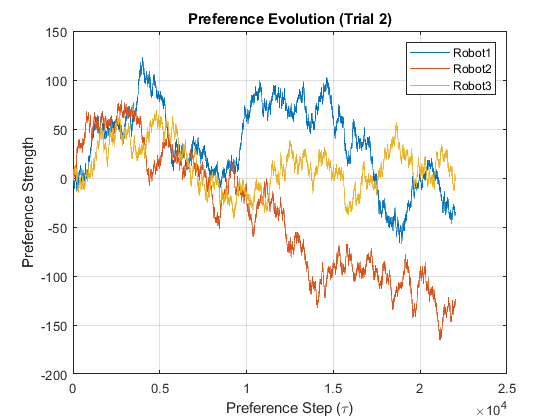 Preference Evolution (Trial 2)
150
100
50
0
-50
-100
-150
-200
Preference Strength
Robot1
Robot2
Robot3
0 0.5 1 1.5 2 2.5
×10⁴
Preference Step (τ)